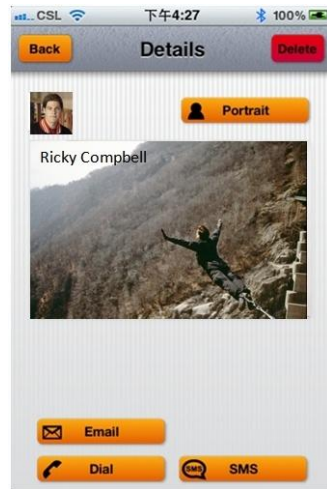 CSL 下午4:27 100%
Back Details Delete
Portrait
Ricky Compbell
Email
Dial SMS SMS